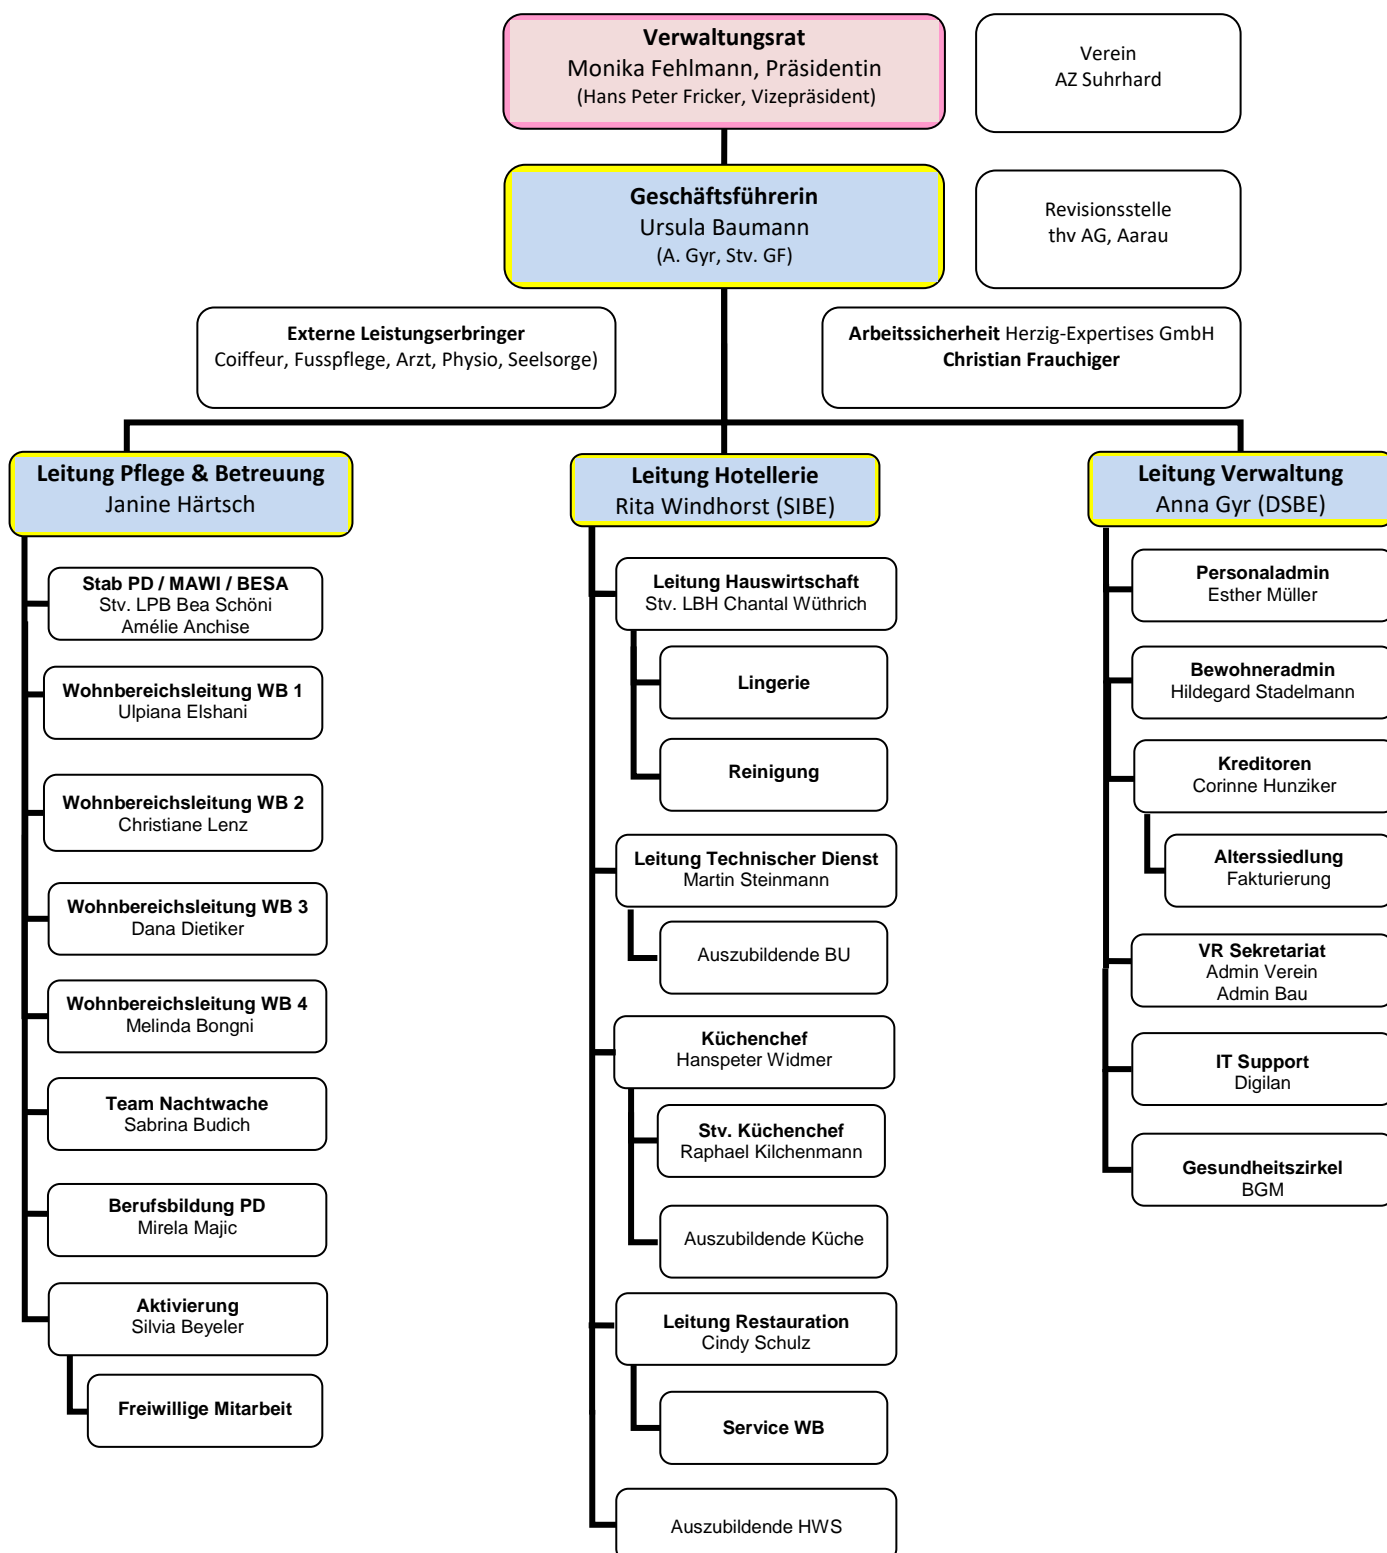 Verwaltungsrat
Monika Fehlmann, Präsidentin
(Hans Peter Fricker, Vizepräsident)
Verein
AZ Suhrhard
Geschäftsführerin
Ursula Baumann
(A. Gyr, Stv. GF)
Revisionsstelle
thv AG, Aarau
Externe Leistungserbringer
Coiffeur, Fusspflege, Arzt, Physio, Seelsorge)
Arbeitssicherheit Herzig-Expertises GmbH
Christian Frauchiger
Leitung Pflege & Betreuung
Janine Härtsch
Stab PD / MAWI / BESA
Stv. LPB Bea Schöni
Amélie Anchise
Wohnbereichsleitung WB 1
Ulpiana Elshani
Wohnbereichsleitung WB 2
Christiane Lenz
Wohnbereichsleitung WB 3
Dana Dietiker
Wohnbereichsleitung WB 4
Melinda Bongni
Team Nachtwache
Sabrina Budich
Berufsbildung PD
Mirela Majic
Aktivierung
Silvia Beyeler
Freiwillige Mitarbeit
Leitung Hotellerie
Rita Windhorst (SIBE)
Leitung Hauswirtschaft
Stv. LBH Chantal Wüthrich
Lingerie
Reinigung
Leitung Technischer Dienst
Martin Steinmann
Auszubildende BU
Küchenchef
Hanspeter Widmer
Stv. Küchenchef
Raphael Kilchenmann
Auszubildende Küche
Leitung Restauration
Cindy Schulz
Service WB
Auszubildende HWS
Leitung Verwaltung
Anna Gyr (DSBE)
Personaladmin
Esther Müller
Bewohneradmin
Hildegard Stadelmann
Kreditoren
Corinne Hunziker
Alterssiedlung
Fakturierung
VR Sekretariat
Admin Verein
Admin Bau
IT Support
Digilan
Gesundheitszirkel
BGM